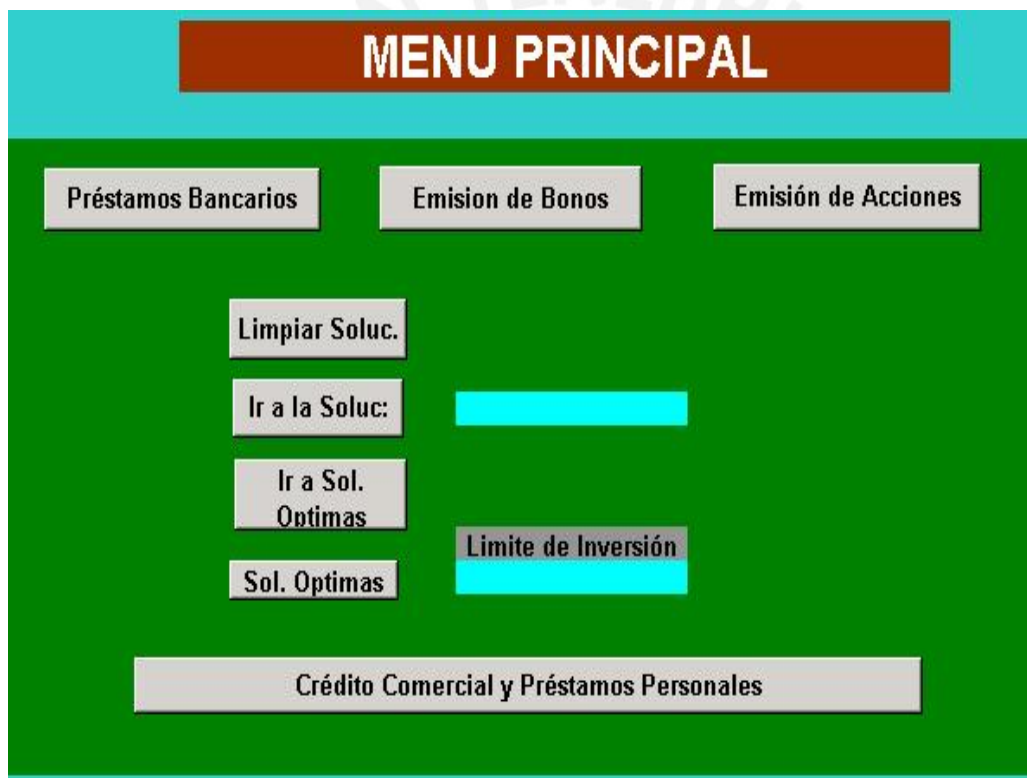 MENU PRINCIPAL
Préstamos Bancarios
Emision de Bonos
Emisión de Acciones
Limpiar Soluc.
Ir a la Soluc:
Ir a Sol.
Optimas
Limite de Inversión
Sol. Optimas
Crédito Comercial y Préstamos Personales